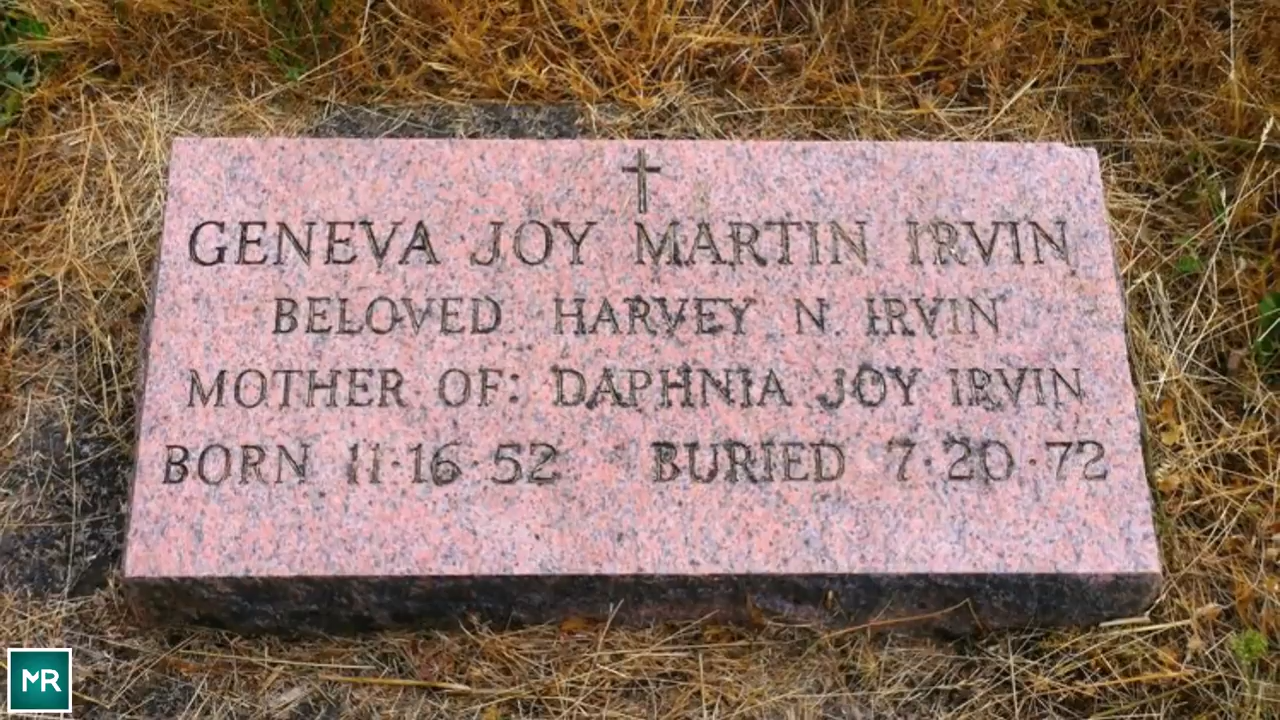 GENEVA JOY MARTIN IRVIN
BELOVED HARVEY N. IRVIN
MOTHER OF: DAPHNIA JOY IRVIN
BORN 11·16·52 BURIED 7·20·72
MR